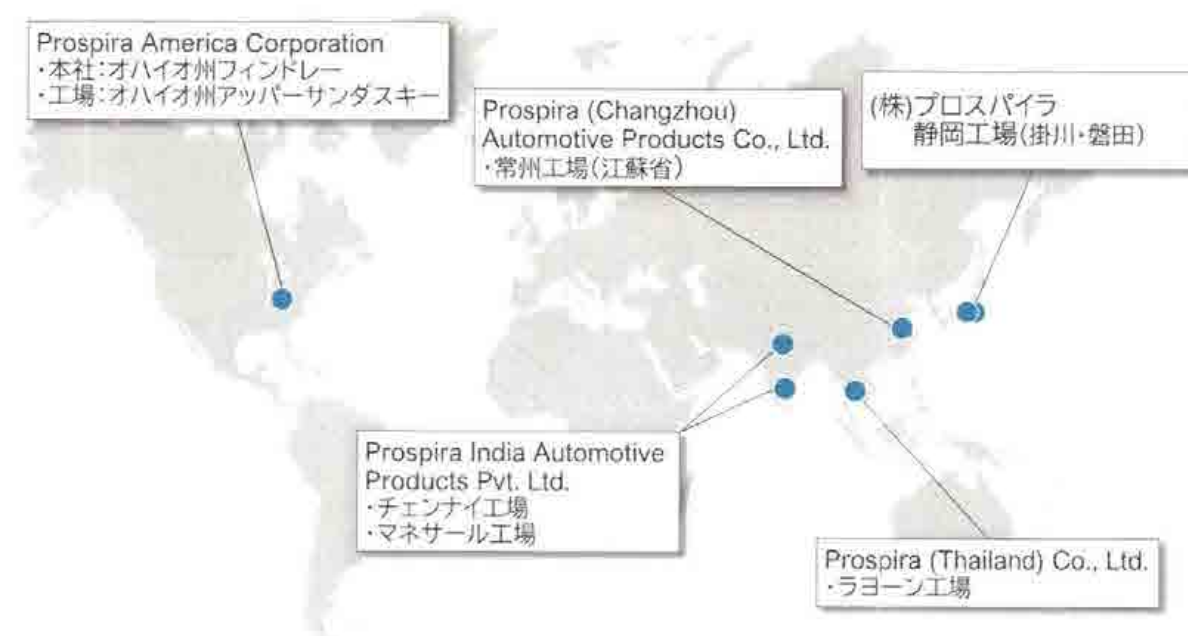 Prospira America Corporation
・本社：オハイオ州フィンドレー
・工場：オハイオ州アッパーサンダスキー
Prospira (Changzhou)
Automotive Products Co., Ltd.
・常州工場（江蘇省）
(株)プロスパイラ
静岡工場（掛川・磐田）
Prospira India Automotive
Products Pvt. Ltd.
・チェンナイ工場
・マネサール工場
Prospira (Thailand) Co., Ltd.
・ラヨーン工場